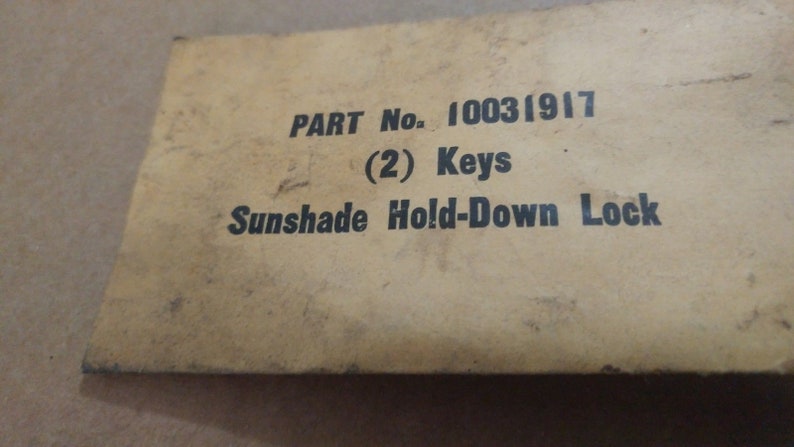 PART No. 10031917
(2) Keys
Sunshade Hold-Down Lock